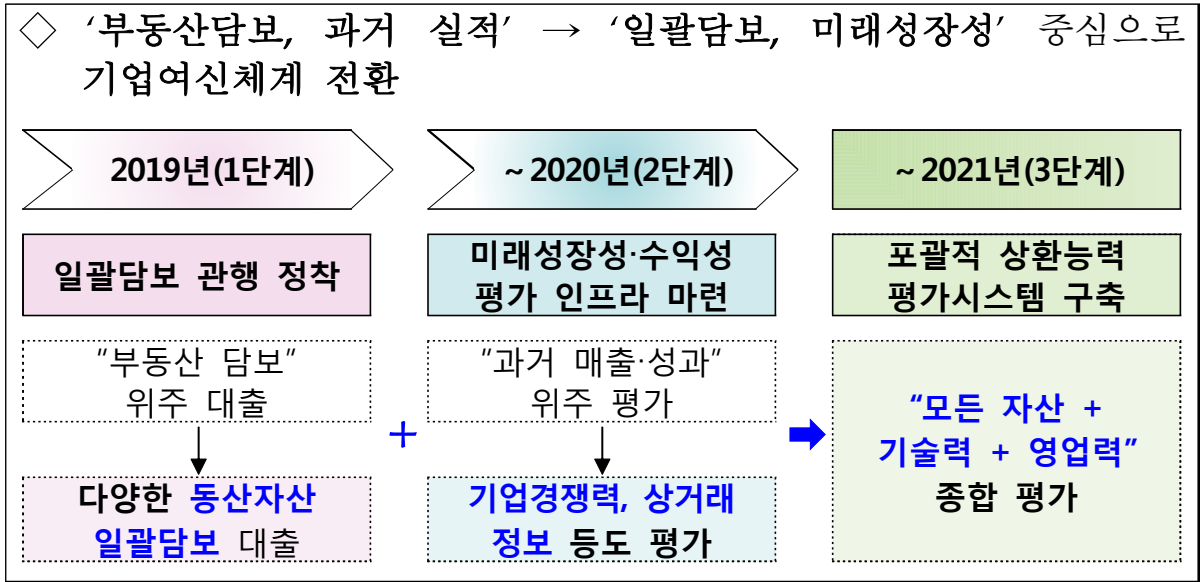 ◇ ‘부동산담보, 과거 실적’ → ‘일괄담보, 미래성장성’ 중심으로
기업여신체계 전환
2019년(1단계)
~2020년(2단계)
~2021년(3단계)
일괄담보 관행 정착
미래성장성·수익성
평가 인프라 마련
포괄적 상환능력
평가시스템 구축
“부동산 담보”
위주 대출
다양한 동산자산
일괄담보 대출
+
“과거 매출·성과”
위주 평가
기업경쟁력, 상거래
정보 등도 평가
“모든 자산 +
기술력 + 영업력”
종합 평가